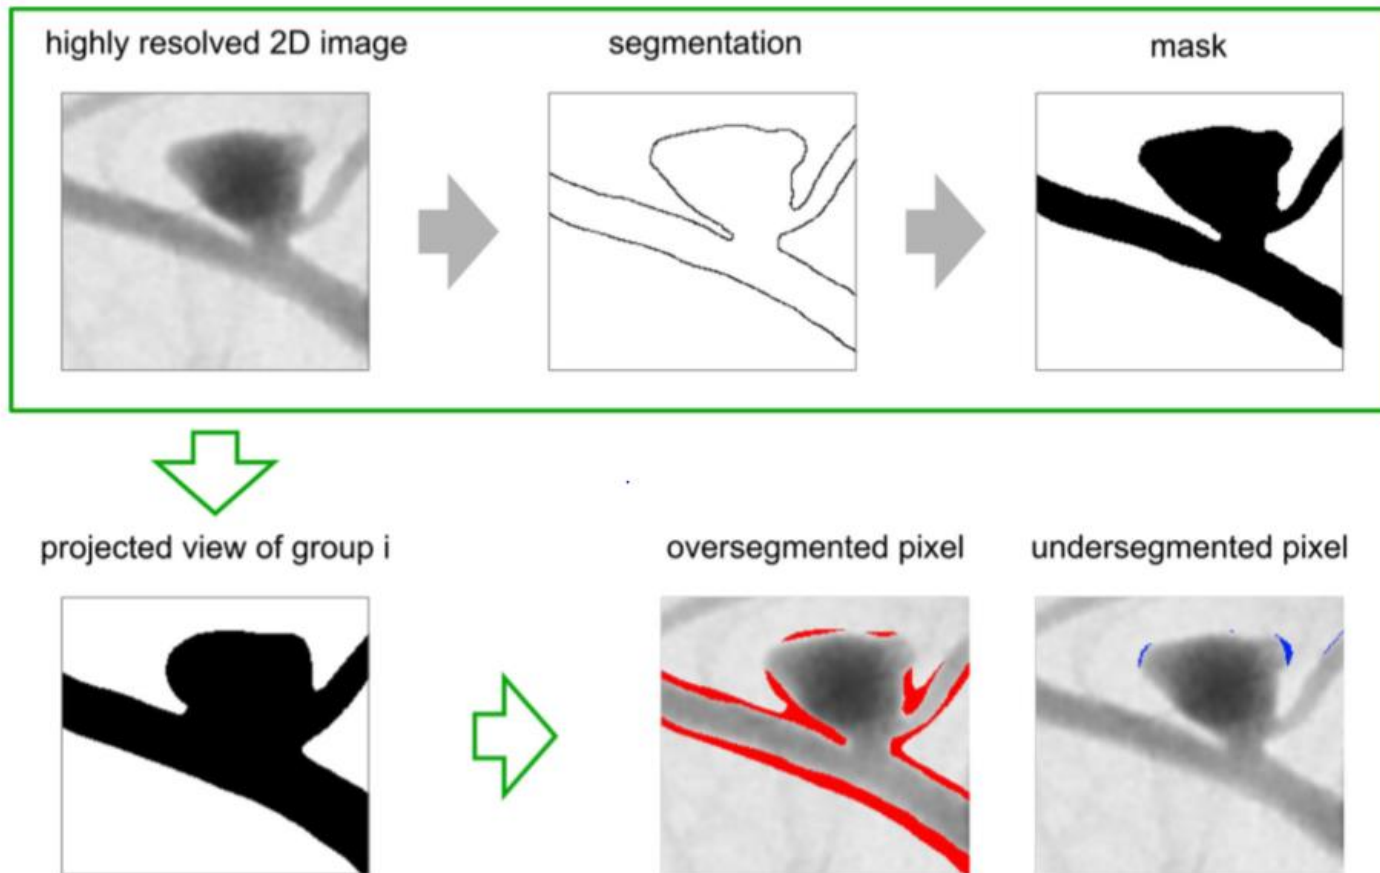 highly resolved 2D image
segmentation
mask
projected view of group i
oversegmented pixel
undersegmented pixel